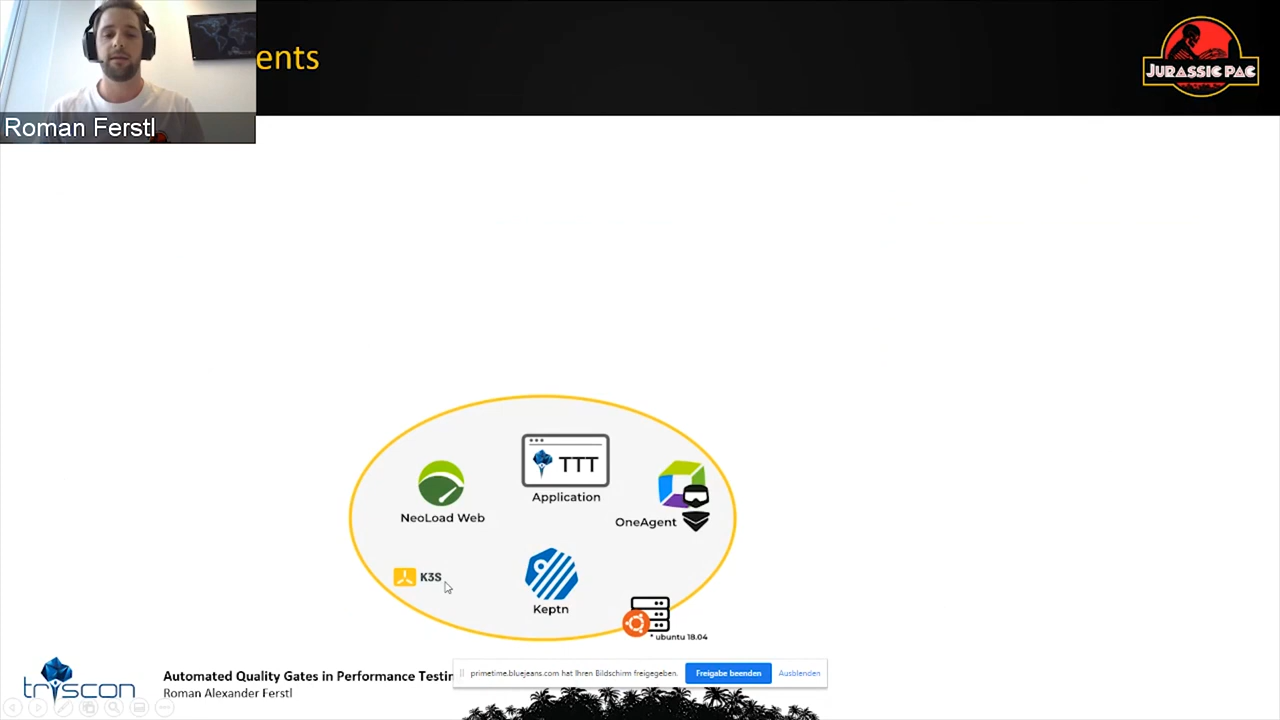 ents
JURASSIC PAC
Roman Ferstl
TTT
Application
NeoLoad Web
OneAgent
K3S
Keptn
* ubuntu 18.04
triscon
Automated Quality Gates in Performance Testin
Roman Alexander Ferstl
primetime.bluejeans.com hat Ihren Bildschirm freigegeben.
Freigabe beenden
Ausblenden